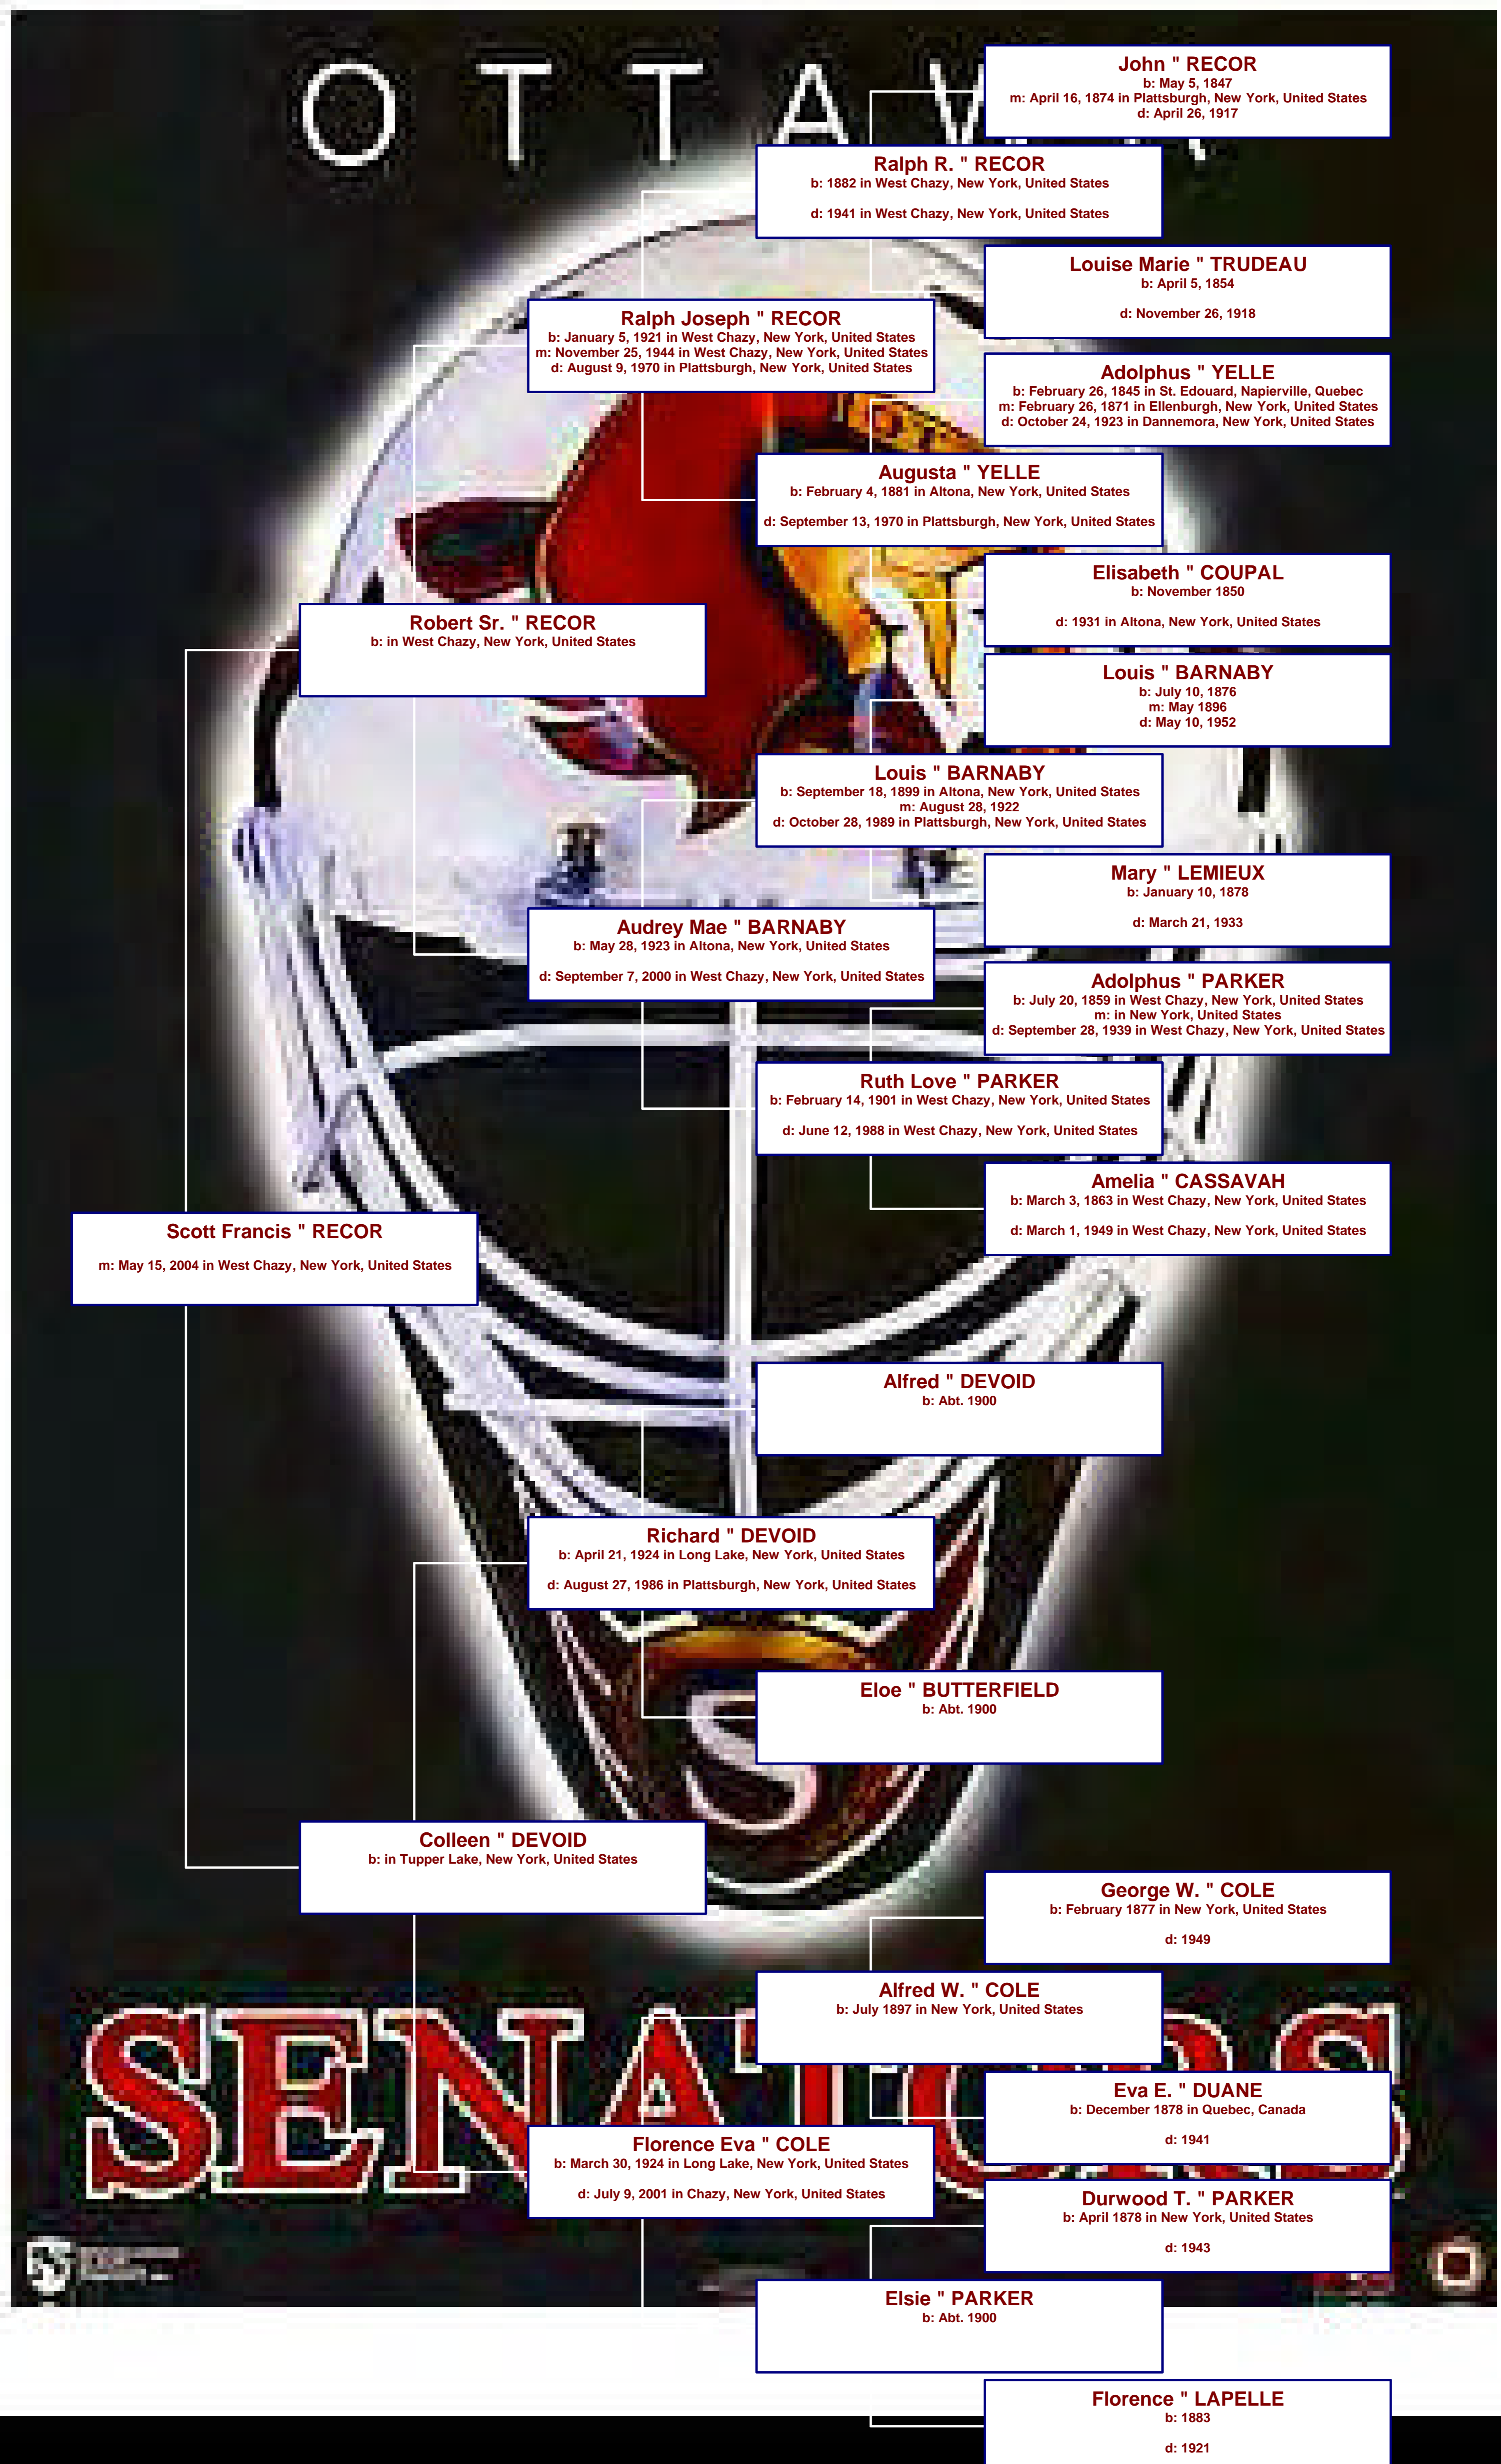 OTTAWA
John " RECOR
b: May 5, 1847
m: April 16, 1874 in Plattsburgh, New York, United States
d: April 26, 1917
Ralph R. " RECOR
b: 1882 in West Chazy, New York, United States
d: 1941 in West Chazy, New York, United States
Louise Marie " TRUDEAU
b: April 5, 1854
d: November 26, 1918
Ralph Joseph " RECOR
b: January 5, 1921 in West Chazy, New York, United States
m: November 25, 1944 in West Chazy, New York, United States
d: August 9, 1970 in Plattsburgh, New York, United States
Adolphus " YELLE
b: February 26, 1845 in St. Edouard, Napierville, Quebec
m: February 26, 1871 in Ellenburgh, New York, United States
d: October 24, 1923 in Dannemora, New York, United States
Augusta " YELLE
b: February 4, 1881 in Altona, New York, United States
d: September 13, 1970 in Plattsburgh, New York, United States
Elisabeth " COUPAL
b: November 1850
d: 1931 in Altona, New York, United States
Robert Sr. " RECOR
b: in West Chazy, New York, United States
Louis " BARNABY
b: July 10, 1876
m: May 1896
d: May 10, 1952
Louis " BARNABY
b: September 18, 1899 in Altona, New York, United States
m: August 28, 1922
d: October 28, 1989 in Plattsburgh, New York, United States
Mary " LEMIEUX
b: January 10, 1878
d: March 21, 1933
Audrey Mae " BARNABY
b: May 28, 1923 in Altona, New York, United States
d: September 7, 2000 in West Chazy, New York, United States
Adolphus " PARKER
b: July 20, 1859 in West Chazy, New York, United States
m: in New York, United States
d: September 28, 1939 in West Chazy, New York, United States
Ruth Love " PARKER
b: February 14, 1901 in West Chazy, New York, United States
d: June 12, 1988 in West Chazy, New York, United States
Amelia " CASSAVAH
b: March 3, 1863 in West Chazy, New York, United States
d: March 1, 1949 in West Chazy, New York, United States
Scott Francis " RECOR
m: May 15, 2004 in West Chazy, New York, United States
Alfred " DEVOID
b: Abt. 1900
Richard " DEVOID
b: April 21, 1924 in Long Lake, New York, United States
d: August 27, 1986 in Plattsburgh, New York, United States
Eloe " BUTTERFIELD
b: Abt. 1900
Colleen " DEVOID
b: in Tupper Lake, New York, United States
George W. " COLE
b: February 1877 in New York, United States
d: 1949
Alfred W. " COLE
b: July 1897 in New York, United States
SENATORS
Eva E. " DUANE
b: December 1878 in Quebec, Canada
d: 1941
Florence Eva " COLE
b: March 30, 1924 in Long Lake, New York, United States
d: July 9, 2001 in Chazy, New York, United States
Durwood T. " PARKER
b: April 1878 in New York, United States
d: 1943
Elsie " PARKER
b: Abt. 1900
Florence " LAPELLE
b: 1883
d: 1921